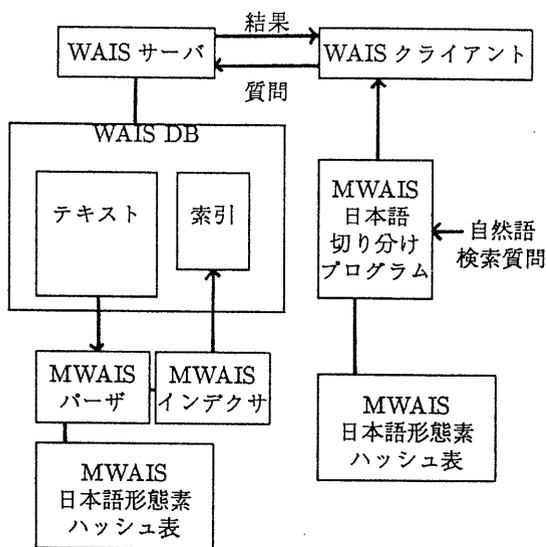 結果
WAIS サーバ
WAIS クライアント
質問
WAIS DB
テキスト
索引
MWAIS
日本語
切り分け
プログラム
自然語
検索質問
MWAIS
パーザ
MWAIS
インデクサ
MWAIS
日本語形態素
ハッシュ表
MWAIS
日本語形態素
ハッシュ表